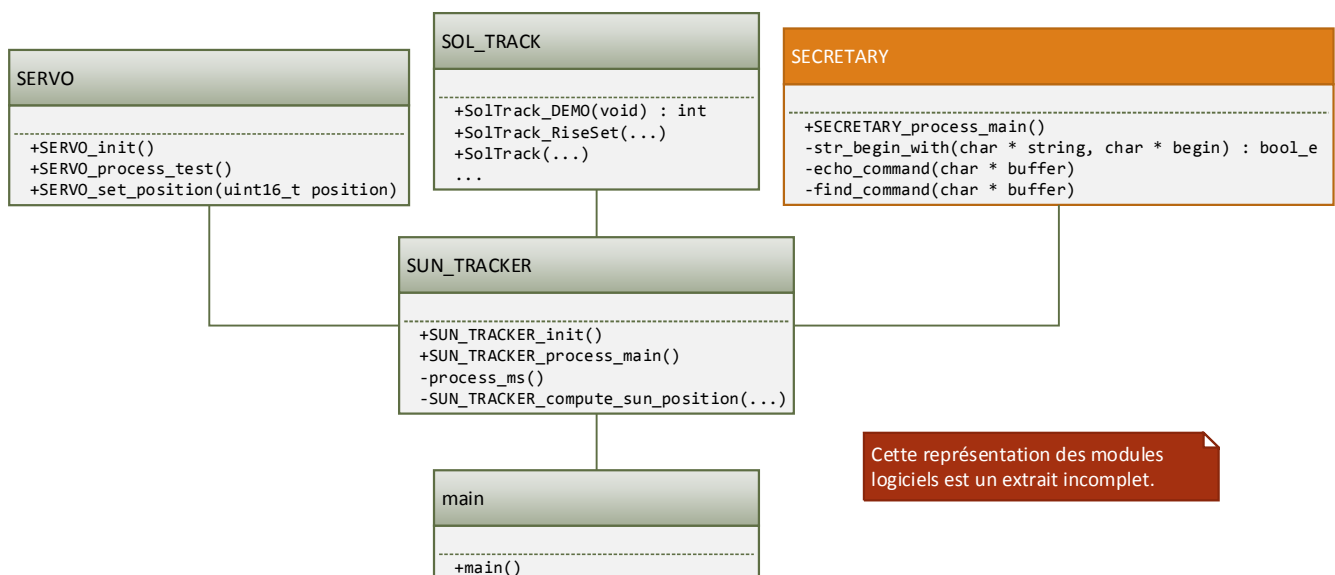 SERVO
+SERVO_init()
+SERVO_process_test()
+SERVO_set_position(uint16_t position)
SOL_TRACK
+SolTrack_DEMO(void) : int
+SolTrack_RiseSet(...)
+SolTrack(...)
...
SECRETARY
+SECRETARY_process_main()
-str_begin_with(char * string, char * begin) : bool_e
-echo_command(char * buffer)
-find_command(char * buffer)
SUN_TRACKER
+SUN_TRACKER_init()
+SUN_TRACKER_process_main()
-process_ms()
-SUN_TRACKER_compute_sun_position(...)
Cette représentation des modules
logiciels est un extrait incomplet.
main
+main()